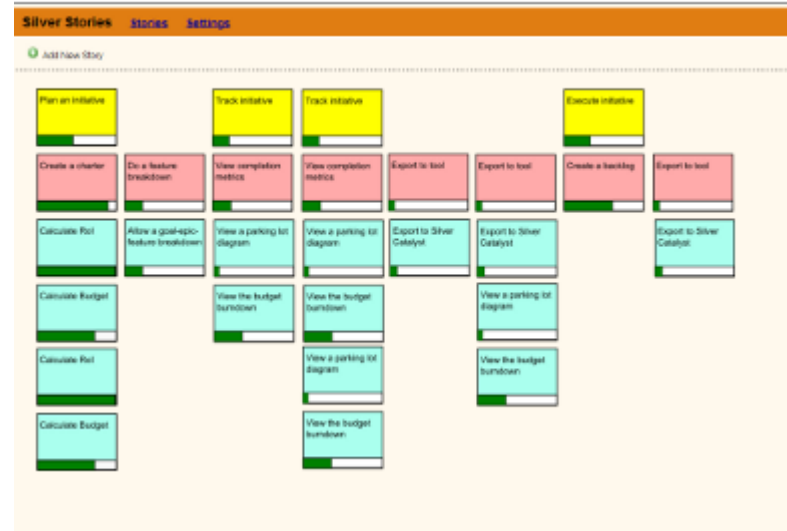 Silver Stories Stories Settings
Add New Story
Plan an initiative
Track initiative
Track initiative
Execute initiative
Create a charter
Do a feature
breakdown
View completion
metrics
View completion
metrics
Export to tool
Export to tool
Create a backlog
Export to tool
Calculate RoI
Allow a goal-epic-
feature breakdown
View a parking lot
diagram
View a parking lot
diagram
Export to Silver
Catalyst
Export to Silver
Catalyst
Export to Silver
Catalyst
Calculate Budget
View the budget
burndown
View the budget
burndown
View a parking lot
diagram
Calculate RoI
View a parking lot
diagram
View the budget
burndown
Calculate Budget
View the budget
burndown